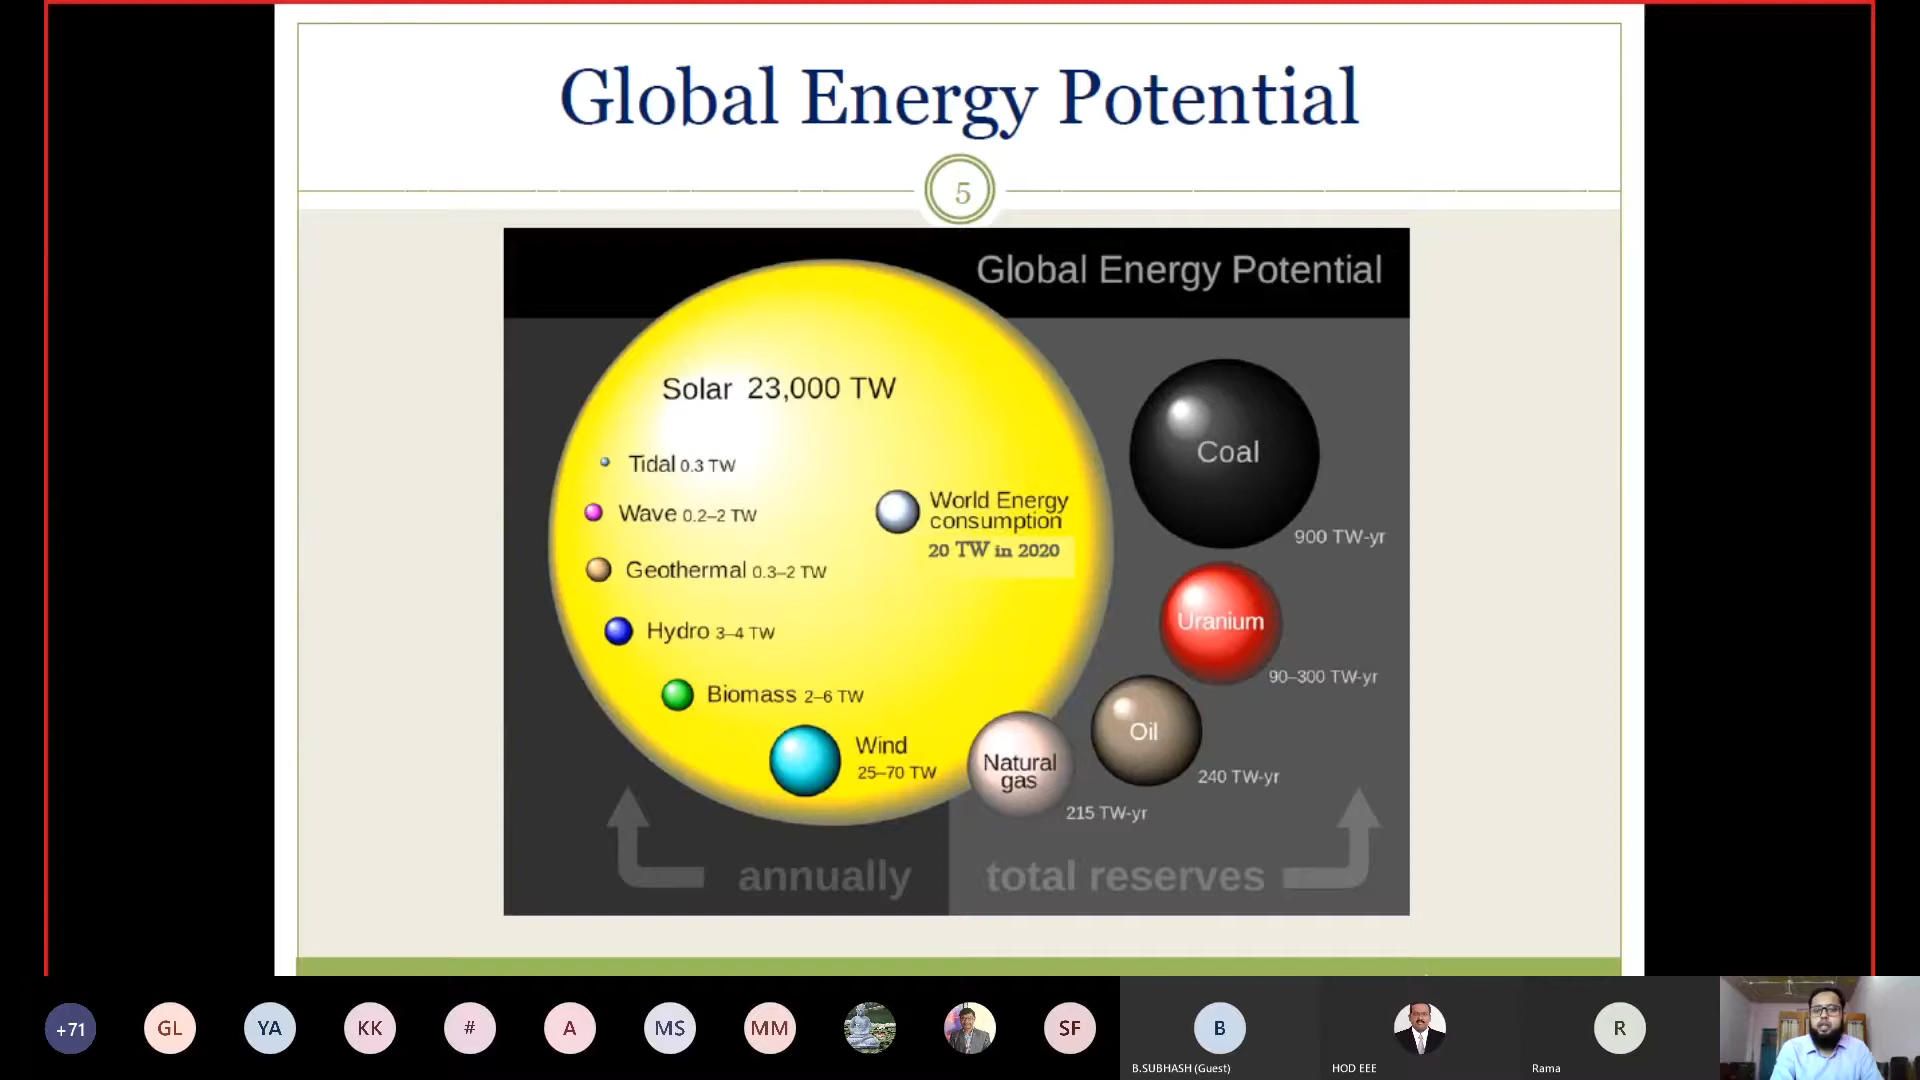 Global Energy Potential
5
Global Energy Potential
Solar 23,000 TW
Tidal 0.3 TW
Wave 0.2–2 TW
Geothermal 0.3–2 TW
Hydro 3–4 TW
Biomass 2–6 TW
Wind
25–70 TW
World Energy
consumption
20 TW in 2020
Coal
900 TW-yr
Uranium
90–300 TW-yr
Oil
240 TW-yr
Natural
gas
215 TW-yr
annually
total reserves
+71
GL
YA
KK
#
A
MS
MM
SF
B
B.SUBHASH (Guest)
HOD EEE
R
Rama